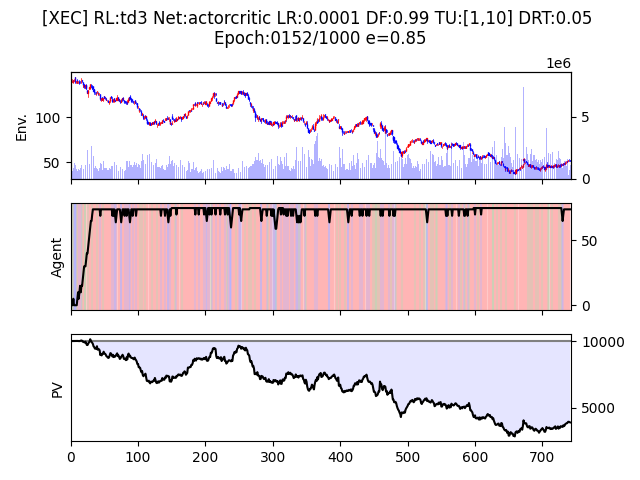 [XEC] RL:td3 Net:actorcritic LR:0.0001 DF:0.99 TU:[1,10] DRT:0.05
Epoch:0152/1000 e=0.85
1e6
Env.
100
50
5
0
Agent
50
0
PV
10000
5000
0 100 200 300 400 500 600 700